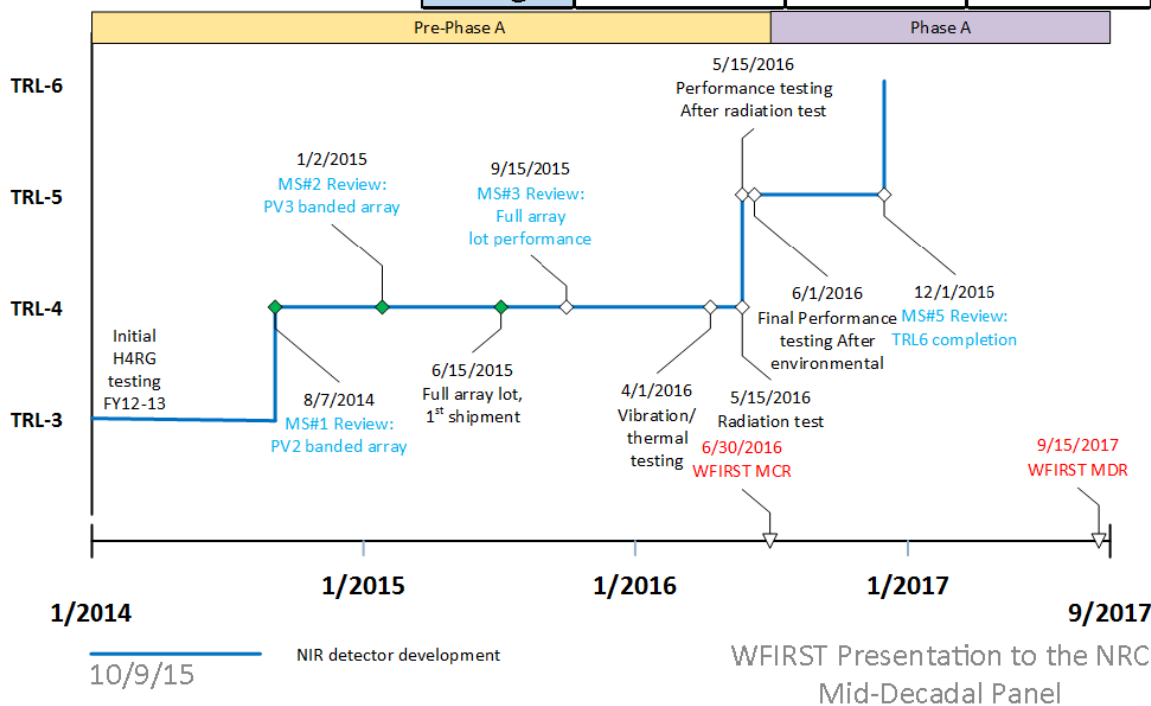 Pre-Phase A
Phase A
TRL-6
TRL-5
TRL-4
TRL-3
5/15/2016
Performance testing
After radiation test
1/2/2015
MS#2 Review:
PV3 banded array
9/15/2015
MS#3 Review:
Full array
lot performance
Initial
H4RG
testing
FY12-13
8/7/2014
MS#1 Review:
PV2 banded array
6/15/2015
Full array lot,
1st shipment
4/1/2016
Vibration/
thermal
testing
5/15/2016
Radiation test
6/1/2016
Final Performance
testing After
environmental
12/1/2016
MS#5 Review:
TRL6 completion
6/30/2016
WFIRST MCR
9/15/2017
WFIRST MDR
1/2014
1/2015
1/2016
1/2017
9/2017
NIR detector development
10/9/15
WFIRST Presentation to the NRC
Mid-Decadal Panel